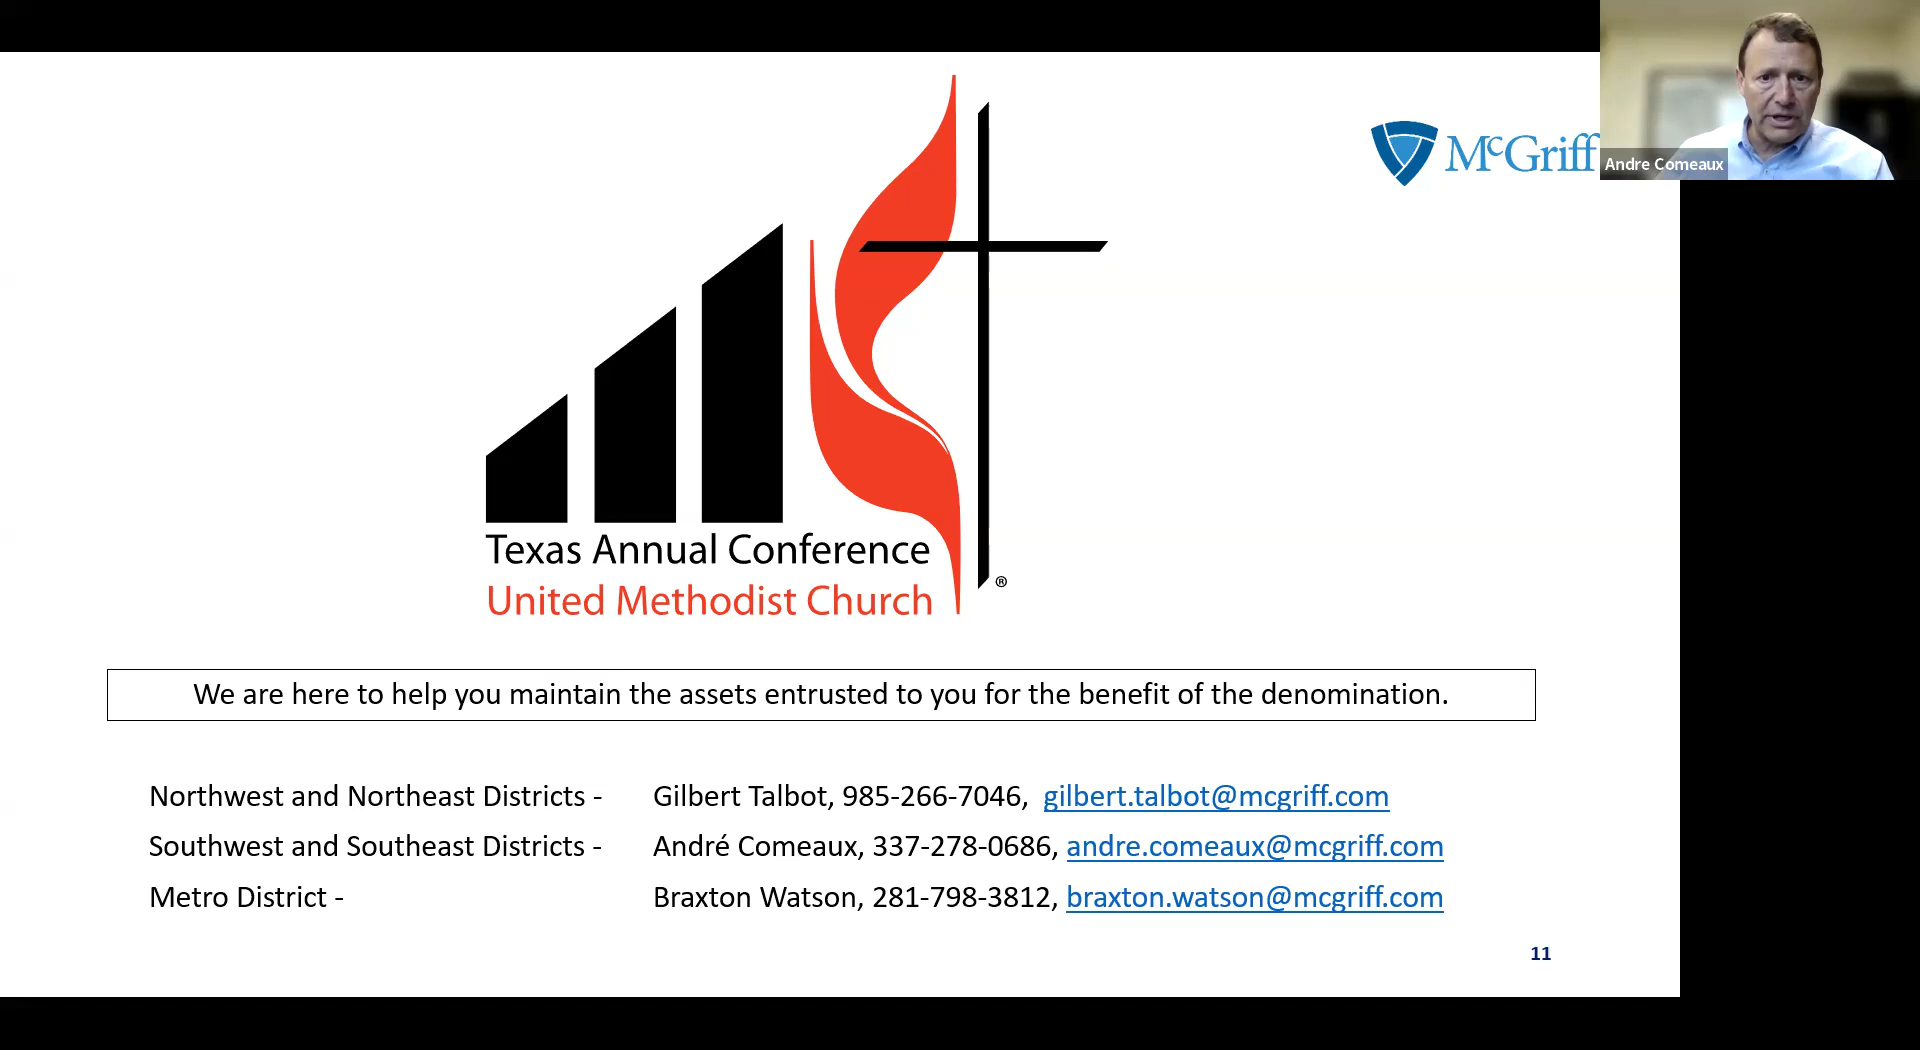 McGriff
Andre Comeaux
Texas Annual Conference
United Methodist Church
®
We are here to help you maintain the assets entrusted to you for the benefit of the denomination.
Northwest and Northeast Districts - Gilbert Talbot, 985-266-7046, gilbert.talbot@mcgriff.com
Southwest and Southeast Districts - André Comeaux, 337-278-0686, andre.comeaux@mcgriff.com
Metro District - Braxton Watson, 281-798-3812, braxton.watson@mcgriff.com
11